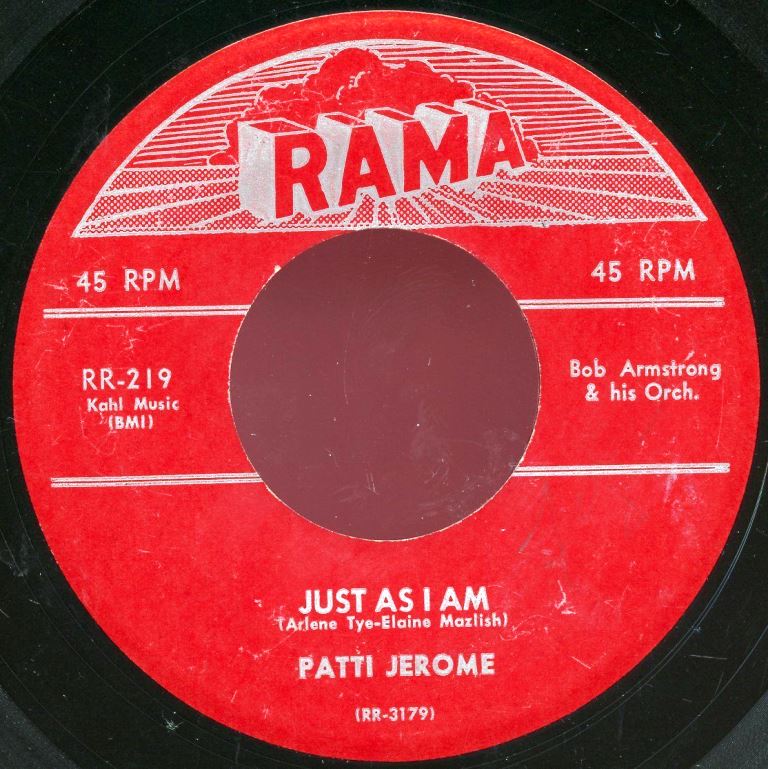 RAMA
45 RPM
45 RPM
RR-219
Kahl Music
(BMI)
Bob Armstrong
& his Orch.
JUST AS I AM
(Arlene Tye-Elaine Mazlish)
PATTI JEROME
(RR-3179)